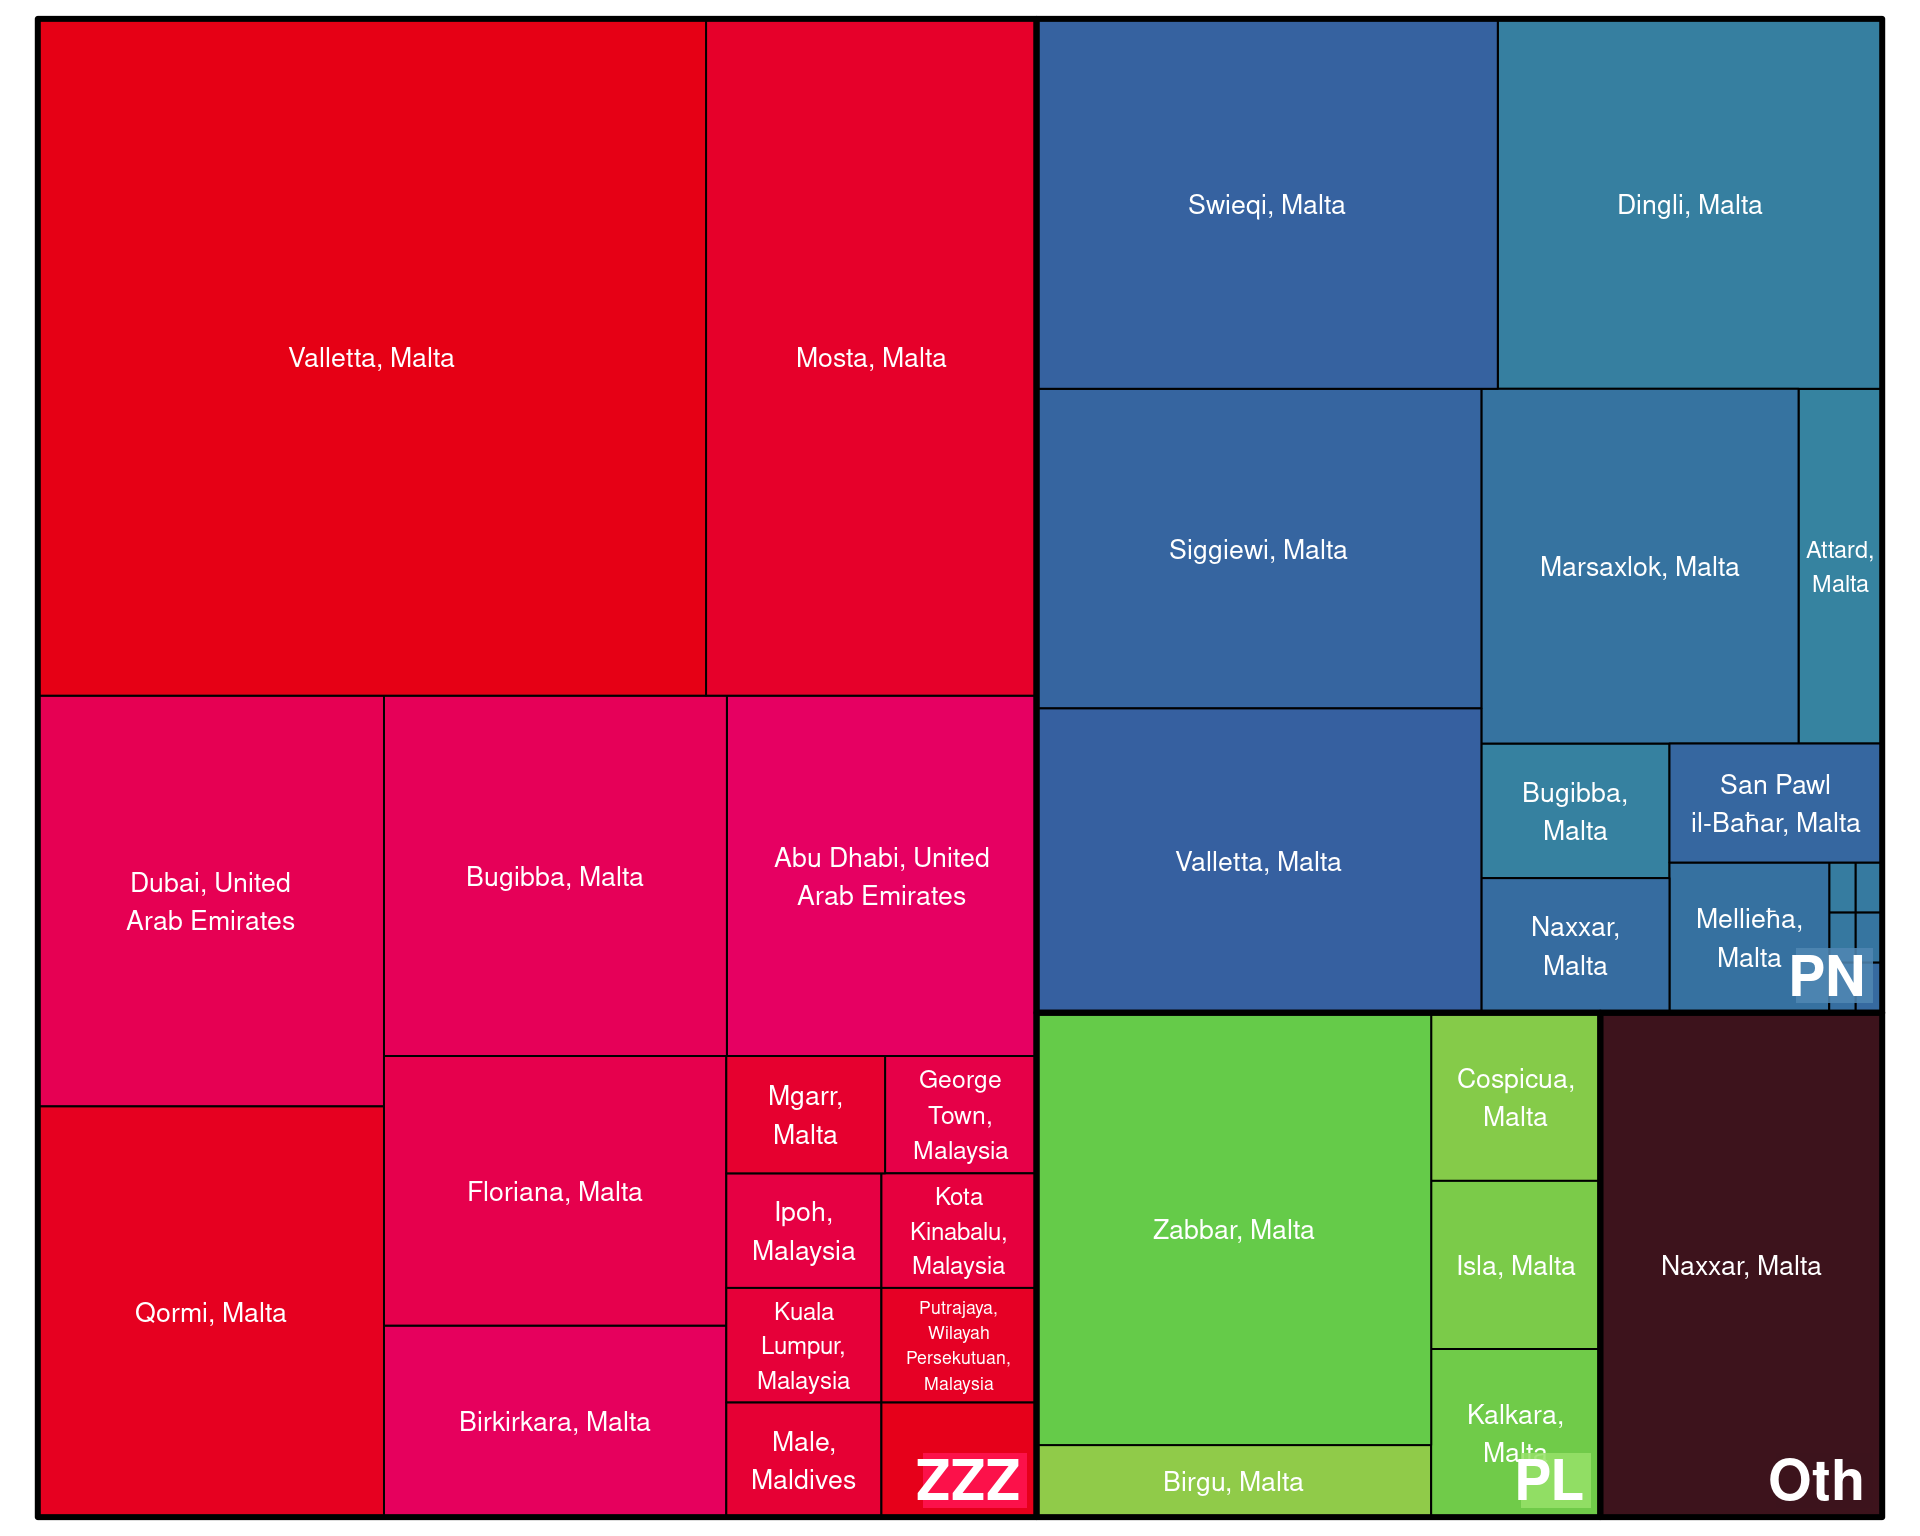 Valletta, Malta
Mosta, Malta
Dubai, United
Arab Emirates
Bugibba, Malta
Abu Dhabi, United
Arab Emirates
Qormi, Malta
Floriana, Malta
Birkirkara, Malta
Mgarr,
Malta
George
Town,
Malaysia
Ipoh,
Malaysia
Kota
Kinabalu,
Malaysia
Kuala
Lumpur,
Malaysia
Putrajaya,
Wilayah
Persekutuan,
Malaysia
Male,
Maldives
ZZZ
Swieqi, Malta
Dingli, Malta
Siggiewi, Malta
Marsaxlok, Malta
Attard,
Malta
Valletta, Malta
Bugibba,
Malta
San Pawl
il-Baħar, Malta
Naxxar,
Malta
Mellieħa,
Malta
PN
Zabbar, Malta
Cospicua,
Malta
Isla, Malta
Kalkara,
Malta
Birgu, Malta
PL
Naxxar, Malta
Oth